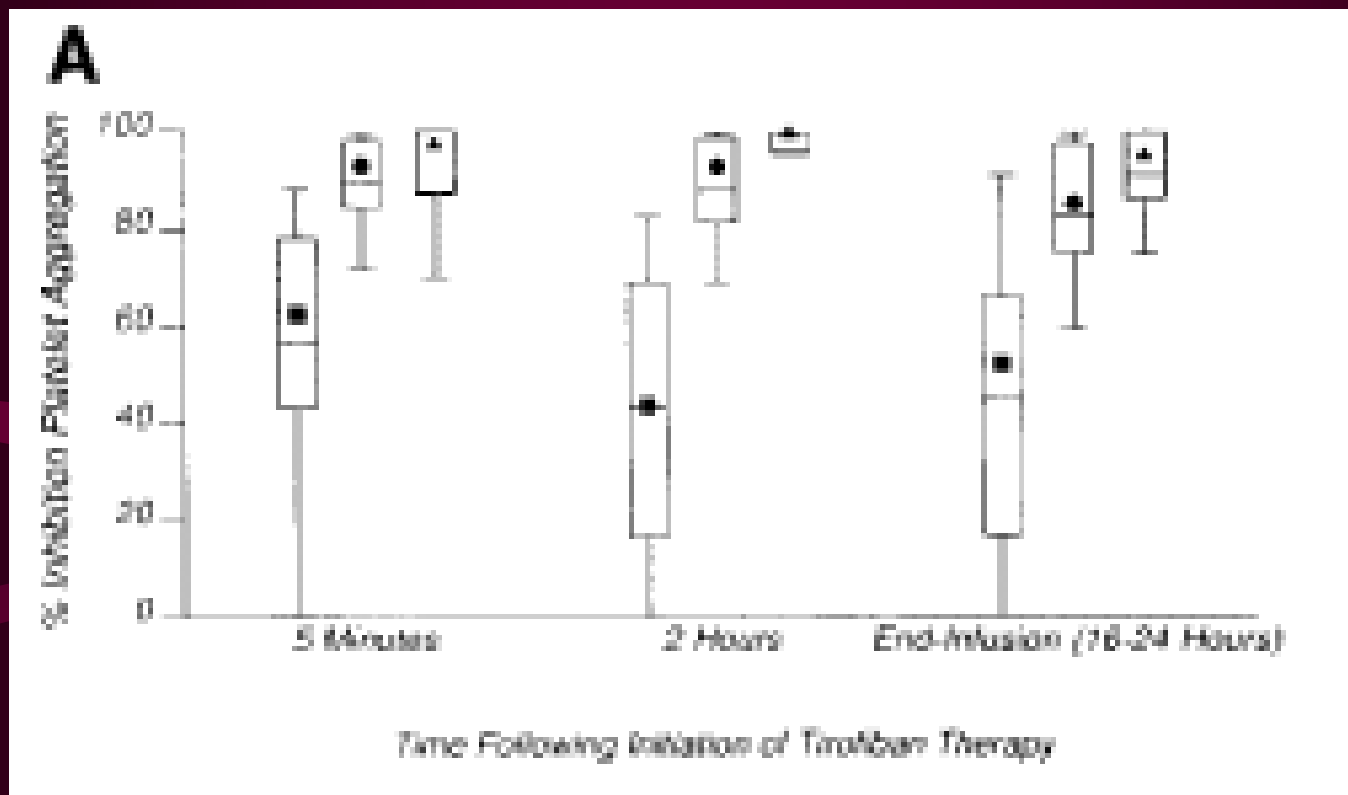 A
% Inhibition Platelet Aggregation
100
80
60
40
20
0
5 Minutes
2 Hours
End-Infusion (16-24 Hours)
Time Following Initiation of Tirofiban Therapy